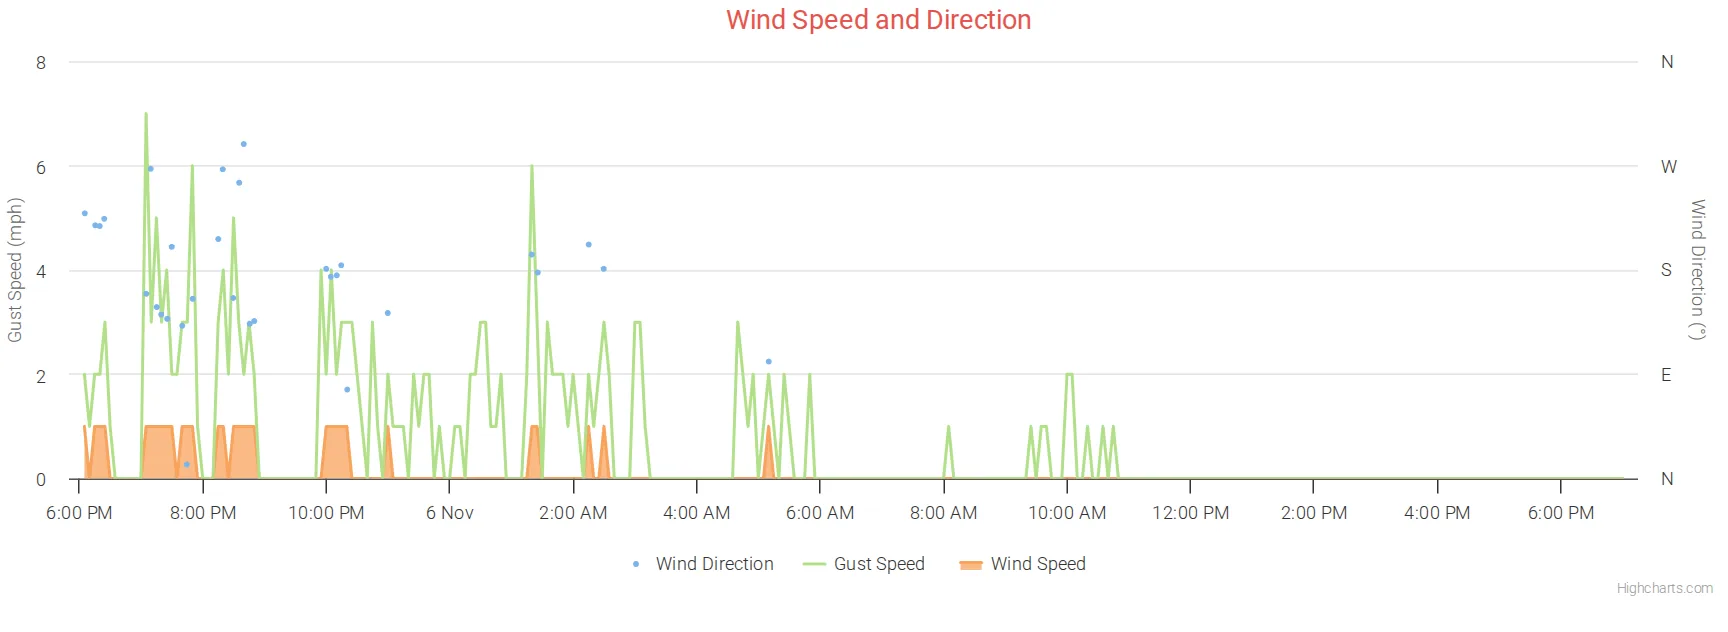 Wind Speed and Direction
8 N
6 W
4 S
2 E
0 N
Gust Speed (mph)
Wind Direction (°)
6:00 PM 8:00 PM 10:00 PM 6 Nov 2:00 AM 4:00 AM 6:00 AM 8:00 AM 10:00 AM 12:00 PM 2:00 PM 4:00 PM 6:00 PM
Wind Direction Gust Speed Wind Speed
Highcharts.com